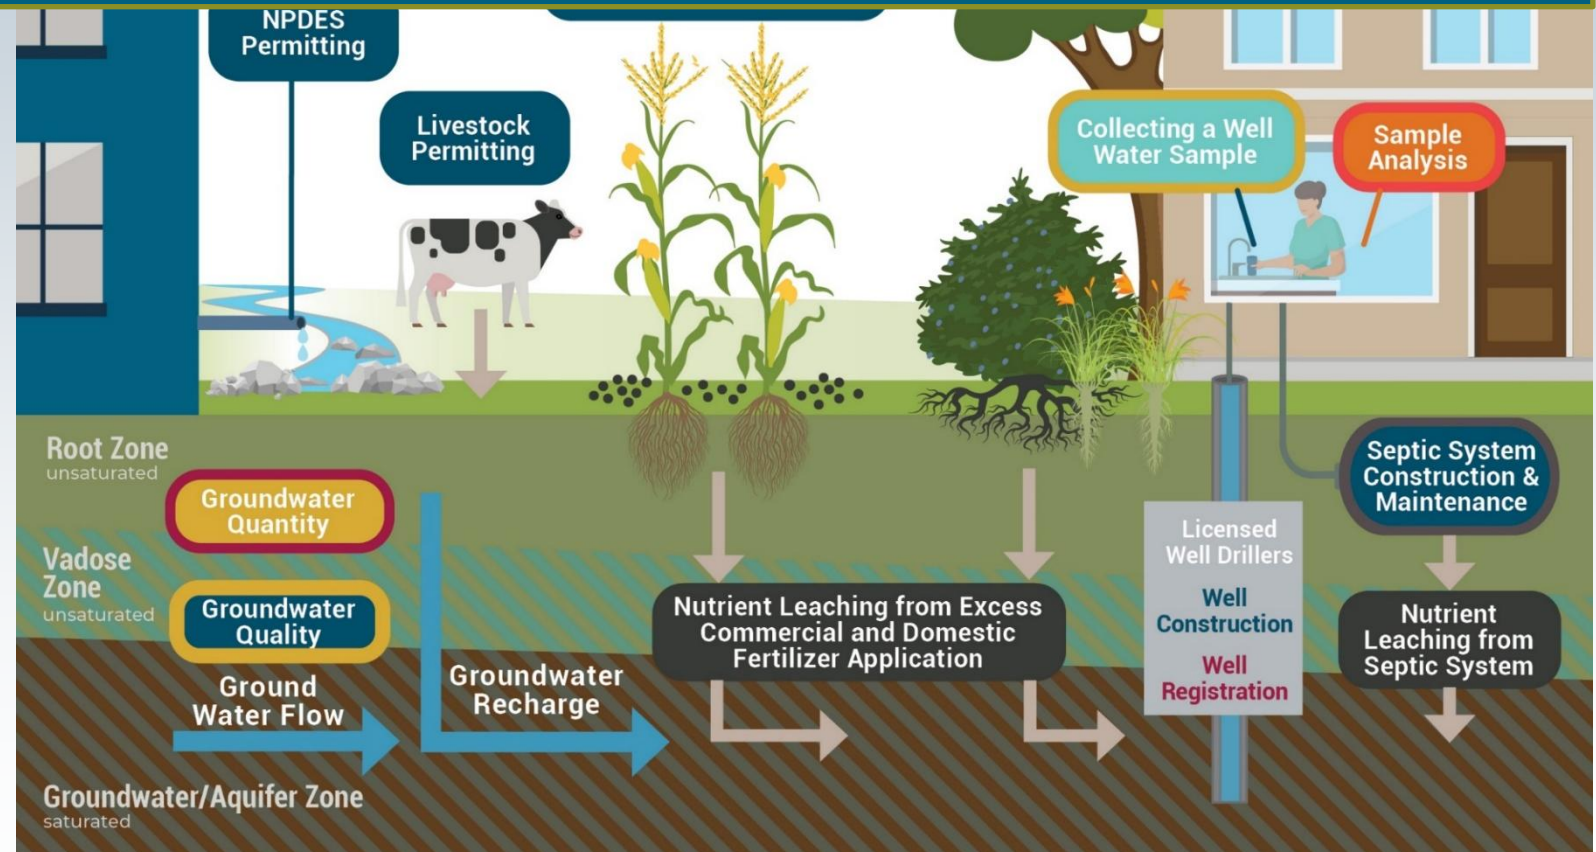 NPDES
Permitting
Livestock
Permitting
Collecting a Well
Water Sample
Sample
Analysis
Root Zone
unsaturated
Groundwater
Quantity
Septic System
Construction &
Maintenance
Vadose
Zone
unsaturated
Groundwater
Quality
Nutrient Leaching from Excess
Commercial and Domestic
Fertilizer Application
Licensed
Well Drillers
Well
Construction
Well
Registration
Nutrient
Leaching from
Septic System
Ground
Water Flow
Groundwater
Recharge
Groundwater/Aquifer Zone
saturated